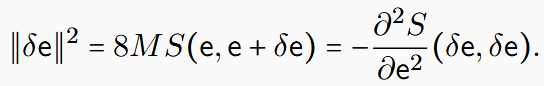 ‖δe‖² = 8MS(e, e + δe) = −∂²S/∂e² (δe, δe).